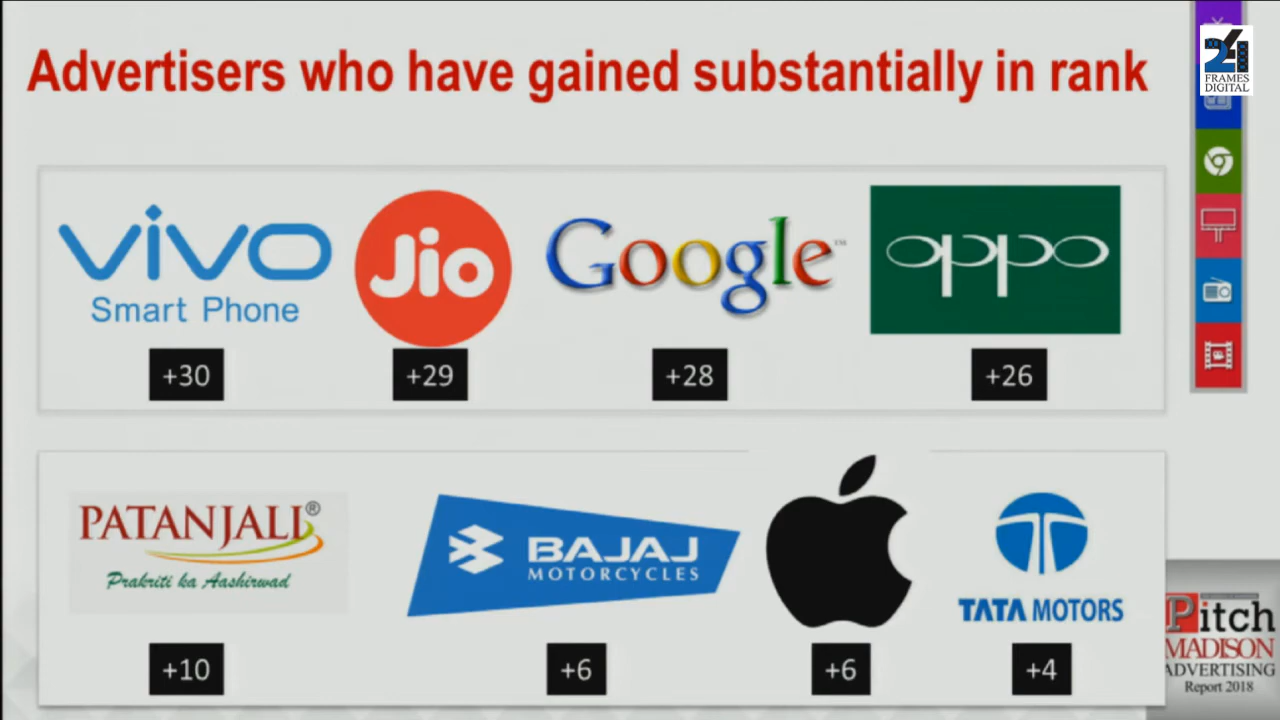 Advertisers who have gained substantially in rank
24
FRAMES
DIGITAL
vivo
Smart Phone
Jio
Google™
oppo
+30
+29
+28
+26
PATANJALI®
Prakriti ka Aashirwad
BAJAJ
MOTORCYCLES
TATA MOTORS
+10
+6
+6
+4
Pitch
MADISON
ADVERTISING
Report 2018